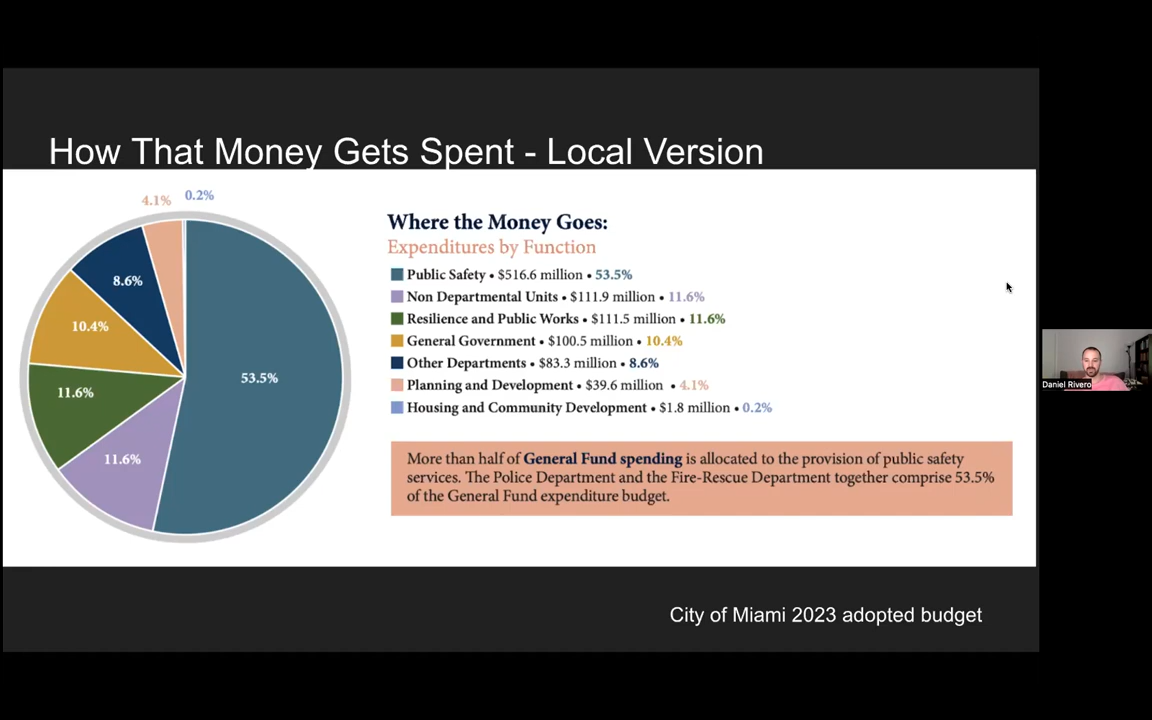 How That Money Gets Spent - Local Version
4.1% 0.2%
8.6%
10.4%
53.5%
11.6%
11.6%
Where the Money Goes:
Expenditures by Function
Public Safety • $516.6 million • 53.5%
Non Departmental Units • $111.9 million • 11.6%
Resilience and Public Works • $111.5 million • 11.6%
General Government • $100.5 million • 10.4%
Other Departments • $83.3 million • 8.6%
Planning and Development • $39.6 million • 4.1%
Housing and Community Development • $1.8 million • 0.2%
More than half of General Fund spending is allocated to the provision of public safety
services. The Police Department and the Fire-Rescue Department together comprise 53.5%
of the General Fund expenditure budget.
City of Miami 2023 adopted budget
Daniel Rivero